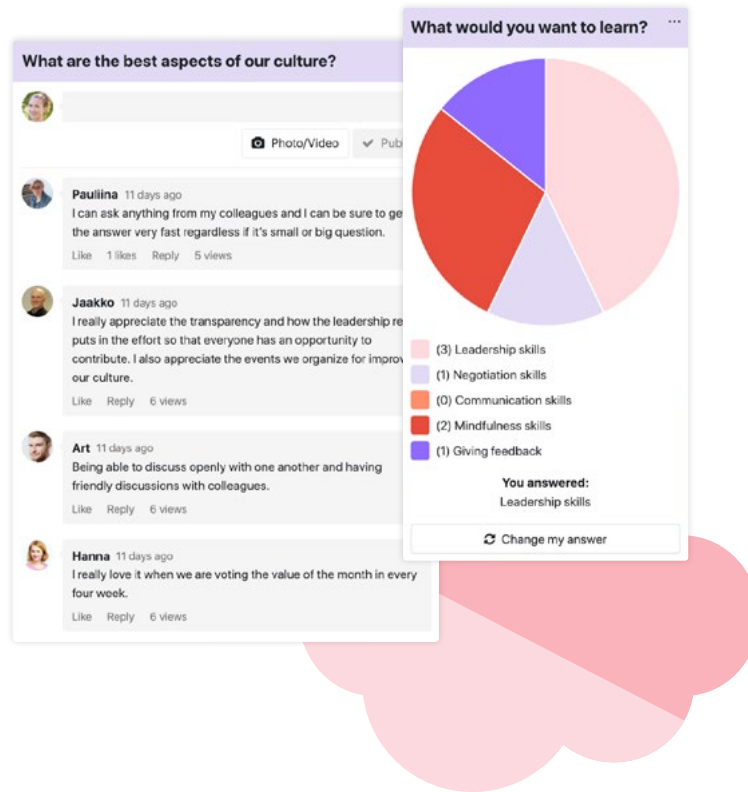 What are the best aspects of our culture?
Photo/Video
Pauliina 11 days ago
I can ask anything from my colleagues and I can be sure to
the answer very fast regardless if it's small or big question.
Like 1 likes Reply 5 views
Jaakko 11 days ago
I really appreciate the transparency and how the leadership
puts in the effort so that everyone has an opportunity to
contribute. I also appreciate the events we organize for
our culture.
Like Reply 6 views
Art 11 days ago
Being able to discuss openly with one another and having
friendly discussions with colleagues.
Like Reply 6 views
Hanna 11 days ago
I really love it when we are voting the value of the month in every
four week.
Like Reply 6 views
What would you want to learn?
(3) Leadership skills
(1) Negotiation skills
(0) Communication skills
(2) Mindfulness skills
(1) Giving feedback
You answered:
Leadership skills
Change my answer